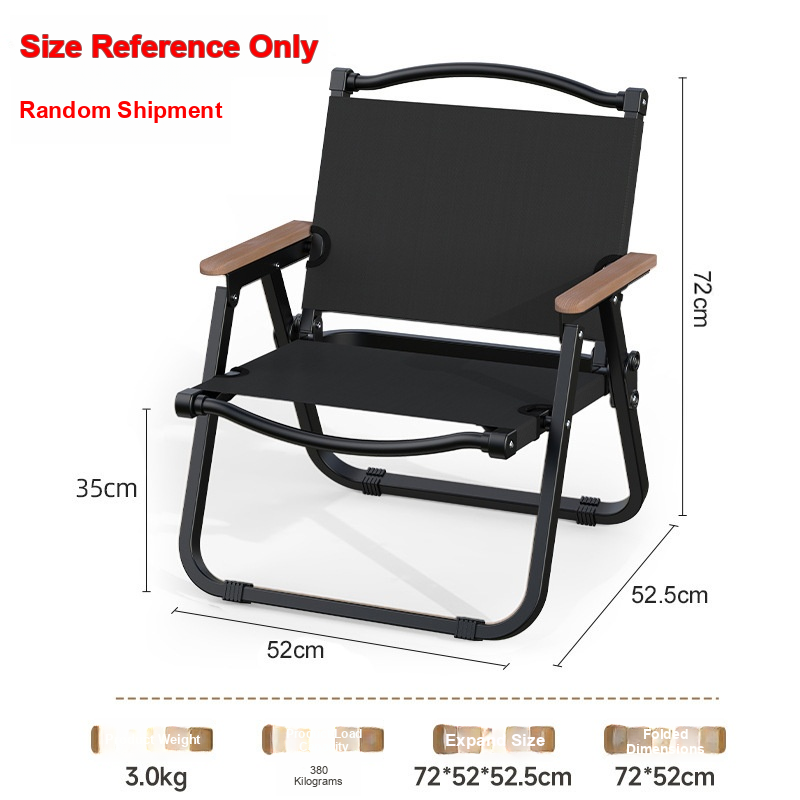 Size Reference Only
Random Shipment
72cm
35cm
52.5cm
52cm
Weight
Load
Expand Size
Folded
Dimensions
3.0kg
380
Kilograms
72*52*52.5cm
72*52cm